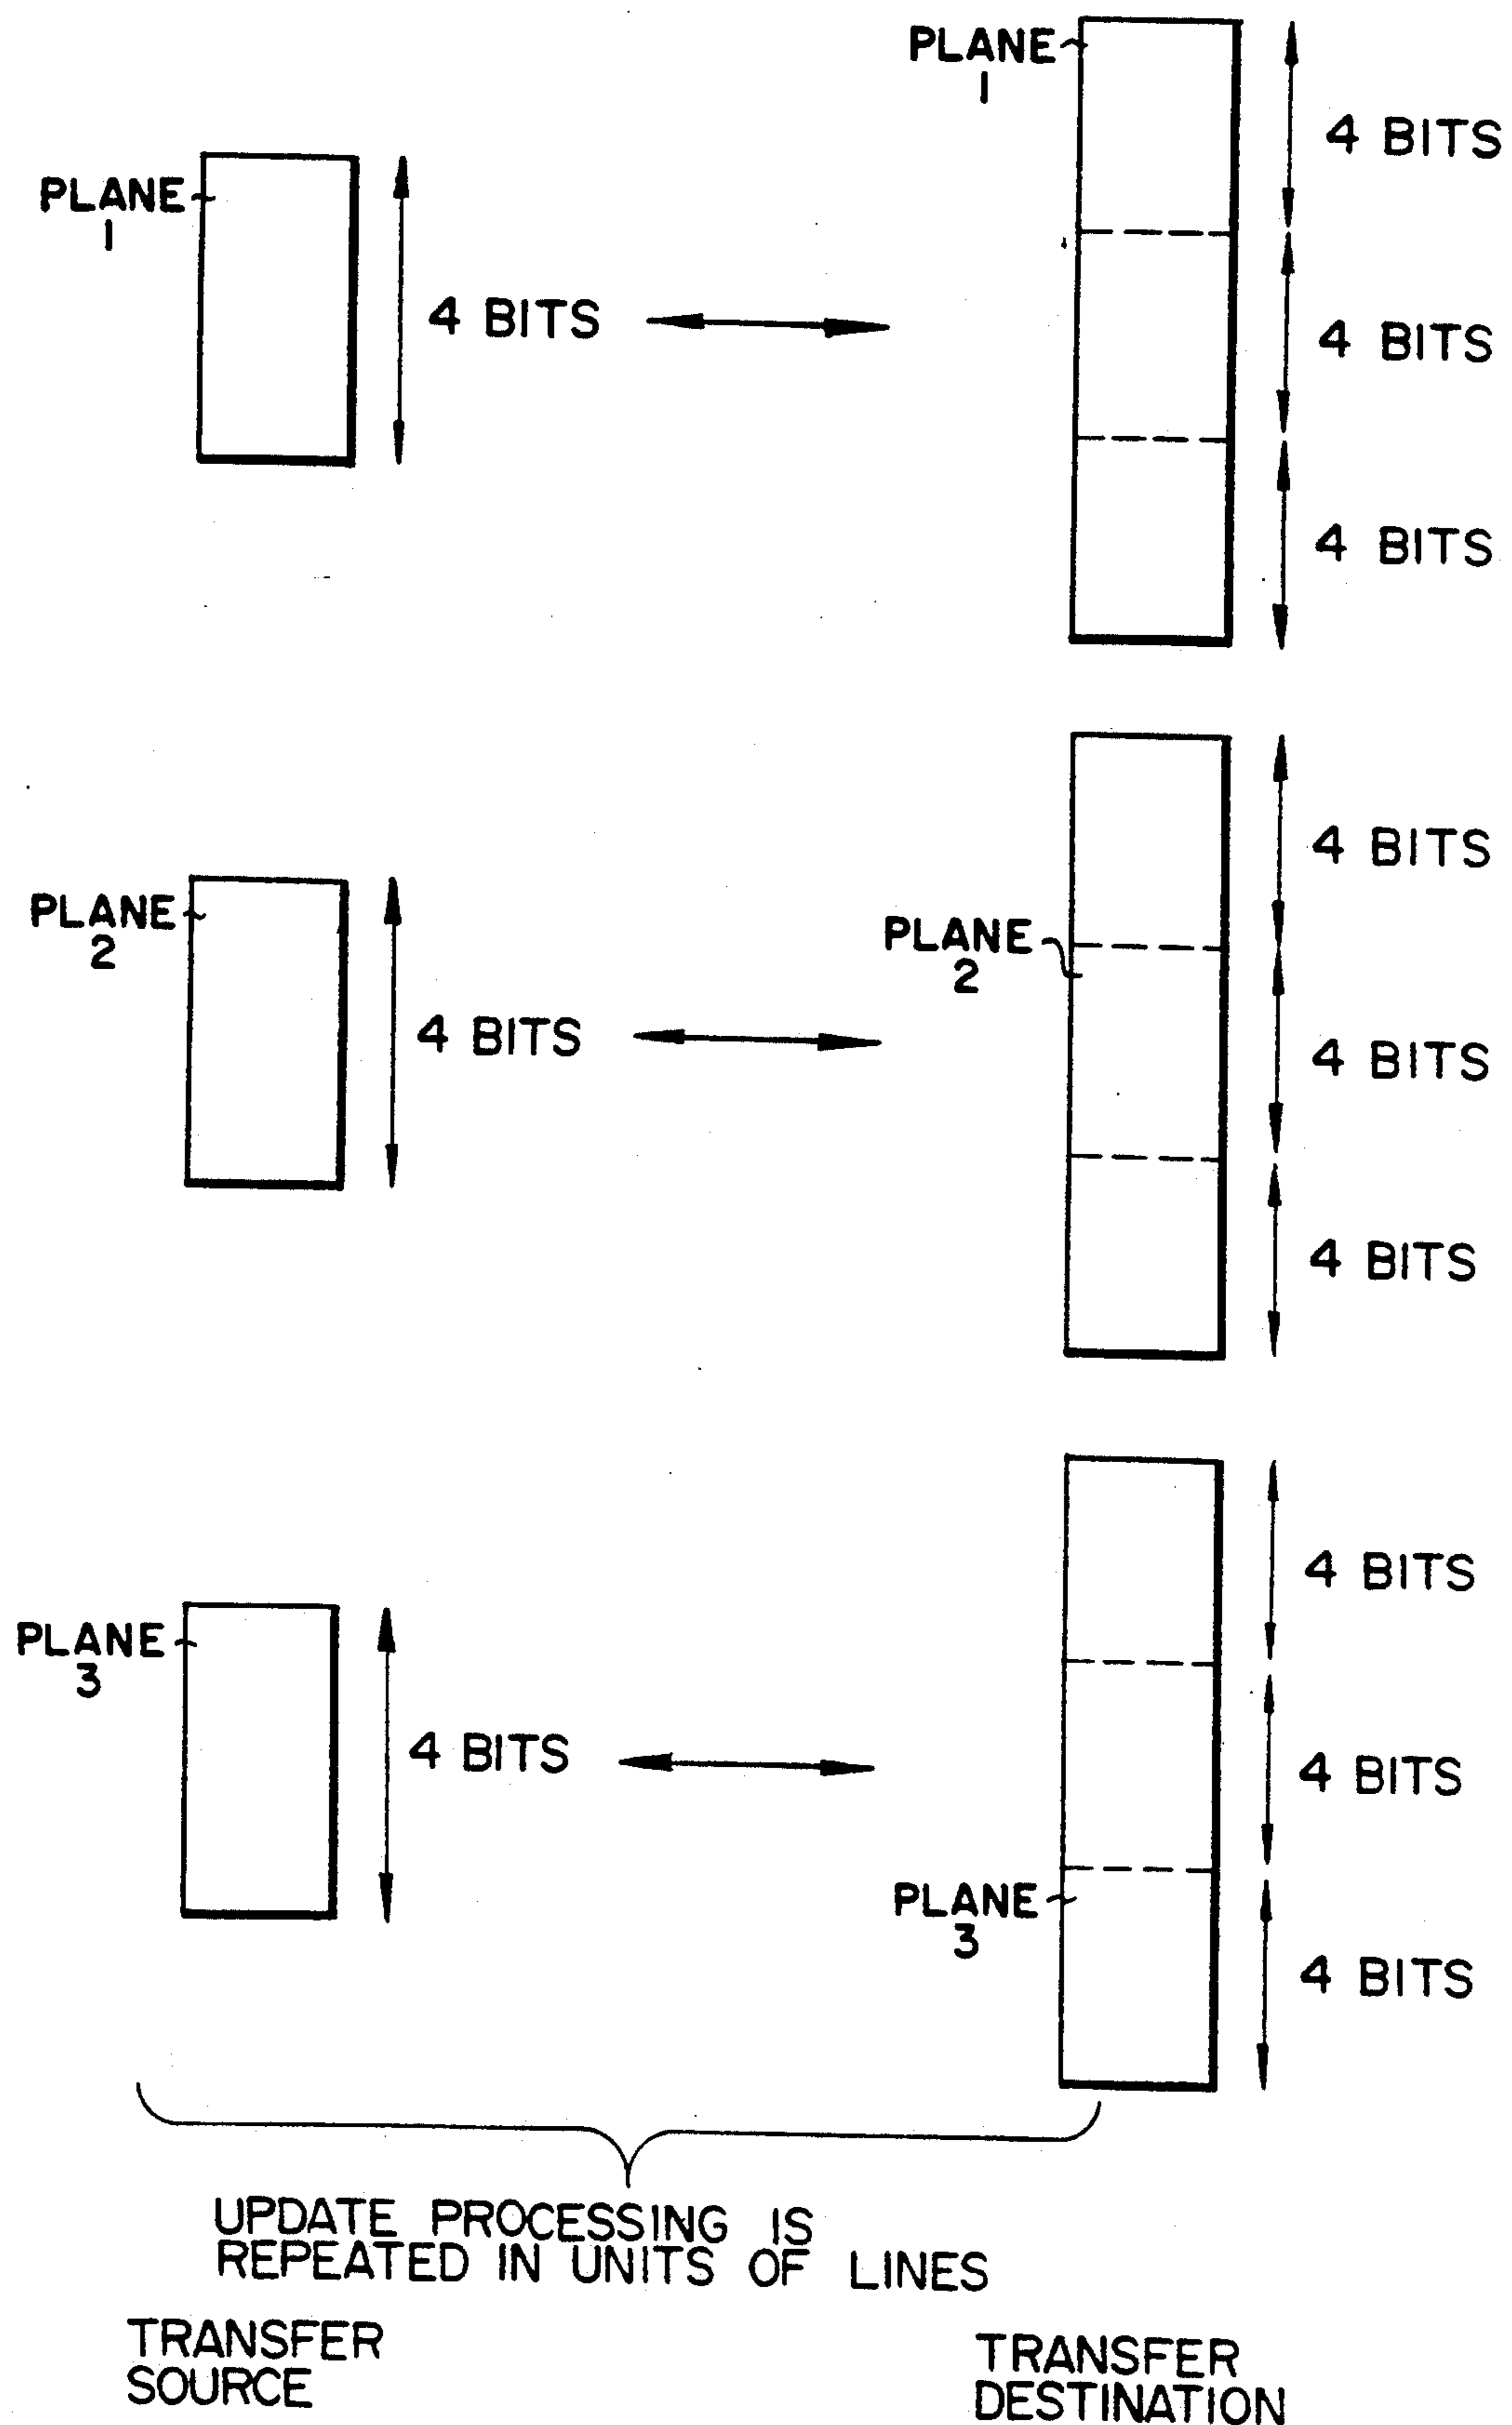 PLANE
1
4 BITS
PLANE
1
4 BITS
4 BITS
4 BITS
PLANE
2
4 BITS
PLANE
2
4 BITS
4 BITS
4 BITS
PLANE
3
4 BITS
PLANE
3
4 BITS
4 BITS
4 BITS
UPDATE PROCESSING IS
REPEATED IN UNITS OF LINES
TRANSFER
SOURCE
TRANSFER
DESTINATION